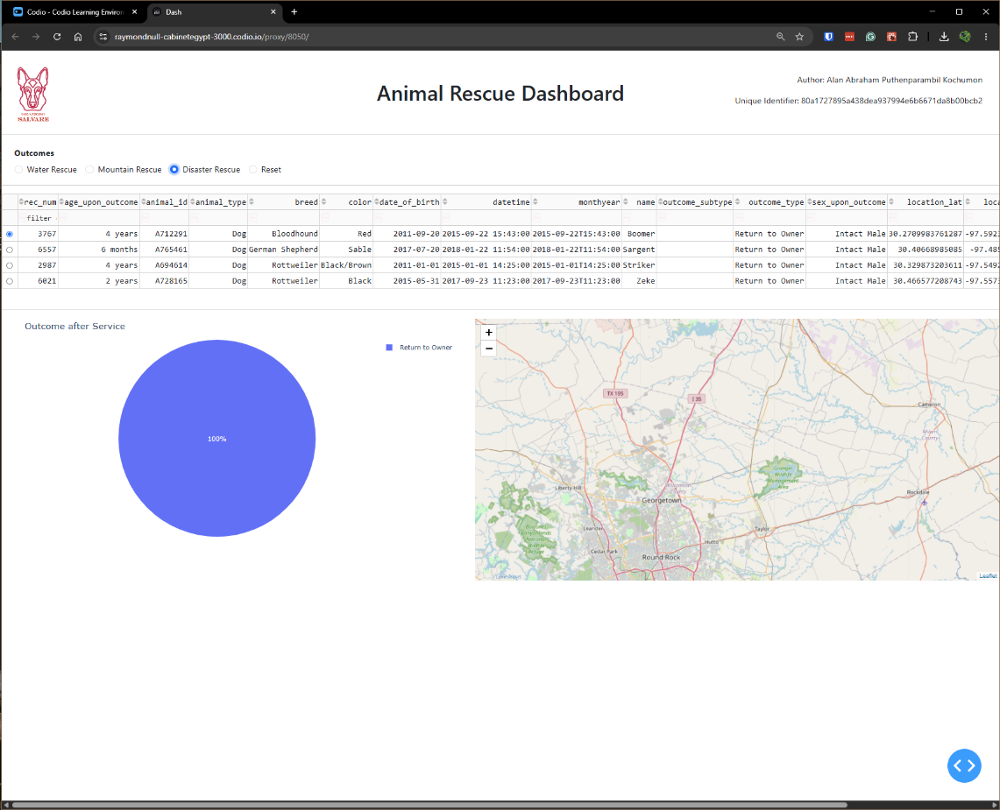 Codio - Codio Learning Environ
Dash
raymondnull-cabinetegypt-3000.codio.io/proxy/8050/
SALVARE
Animal Rescue Dashboard
Author: Alan Abraham Puthenparambil Kochumon
Unique Identifier: 80a1727895a438dea937994e6b6671da8b00bcb2
Outcomes
Water Rescue Mountain Rescue Disaster Rescue Reset
rec_num age_upon_outcome animal_id animal_type breed color date_of_birth datetime monthyear name outcome_subtype outcome_type sex_upon_outcome location_lat loca
filter
3767 4 years A712291 Dog Bloodhound Red 2011-09-20 2015-09-22 15:43:00 2015-09-22T15:43:00 Boomer Return to Owner Intact Male 30.2709983761287 -97.5923
6557 6 months A765461 Dog German Shepherd Sable 2017-07-20 2018-01-22 11:54:00 2018-01-22T11:54:00 Sargent Return to Owner Intact Male 30.40668985085 -97.485
2987 4 years A694614 Dog Rottweiler Black/Brown 2011-01-01 2015-01-01 14:25:00 2015-01-01T14:25:00 Striker Return to Owner Intact Male 30.329873203611 -97.5492
6021 2 years A728165 Dog Rottweiler Black 2015-05-31 2017-09-23 11:23:00 2017-09-23T11:23:00 Zeke Return to Owner Intact Male 30.466577208743 -97.5573
Outcome after Service
Return to Owner
100%
+
−
TX 195
I 35
Cameron
County
Granger
Wildlife
Management
Area
Liberty Hill
Georgetown
Rockdale
Leander
Taylor
Hutto
Cedar Park
Round Rock
Wildlife
Refuge
Leaflet